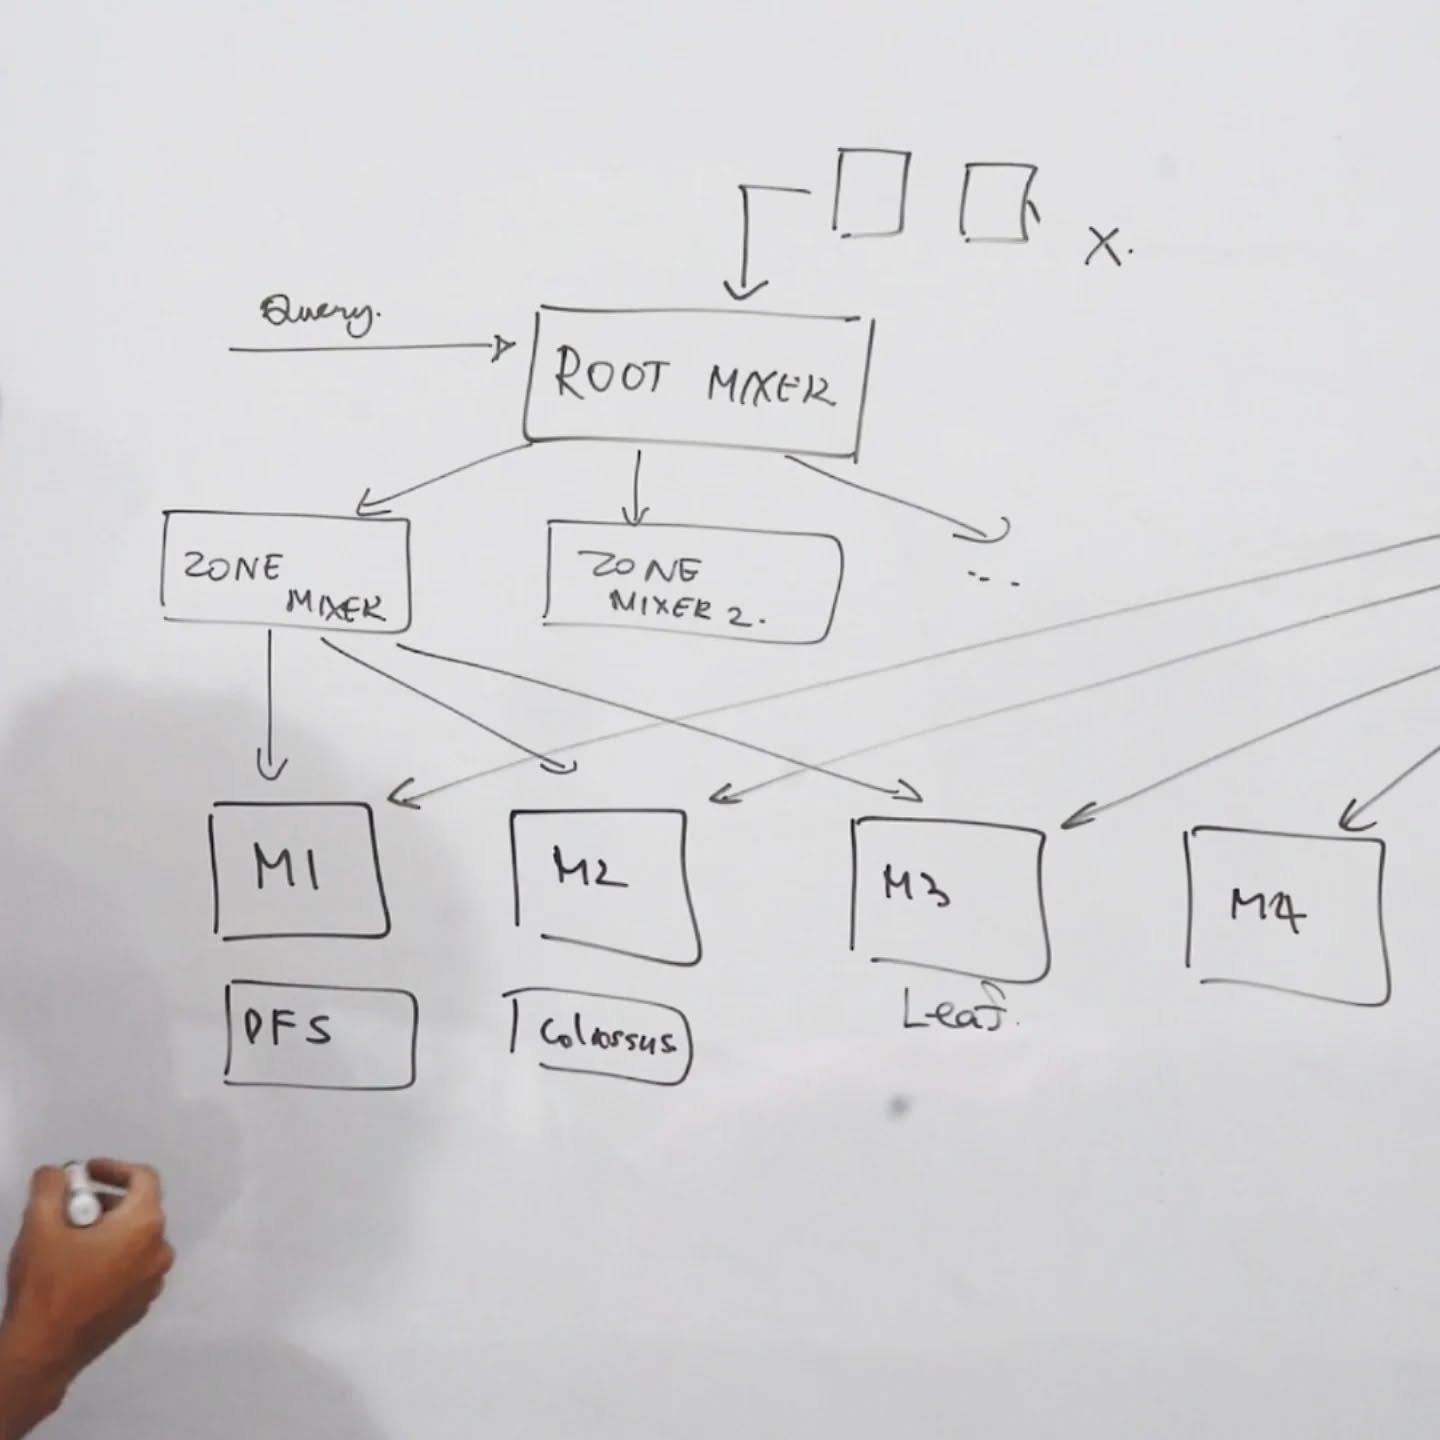 X.
Query.
ROOT MIXER
ZONE
MIXER
ZONE
MIXER 2.
...
M1
M2
M3
M4
Leaf.
DFS
Colossus